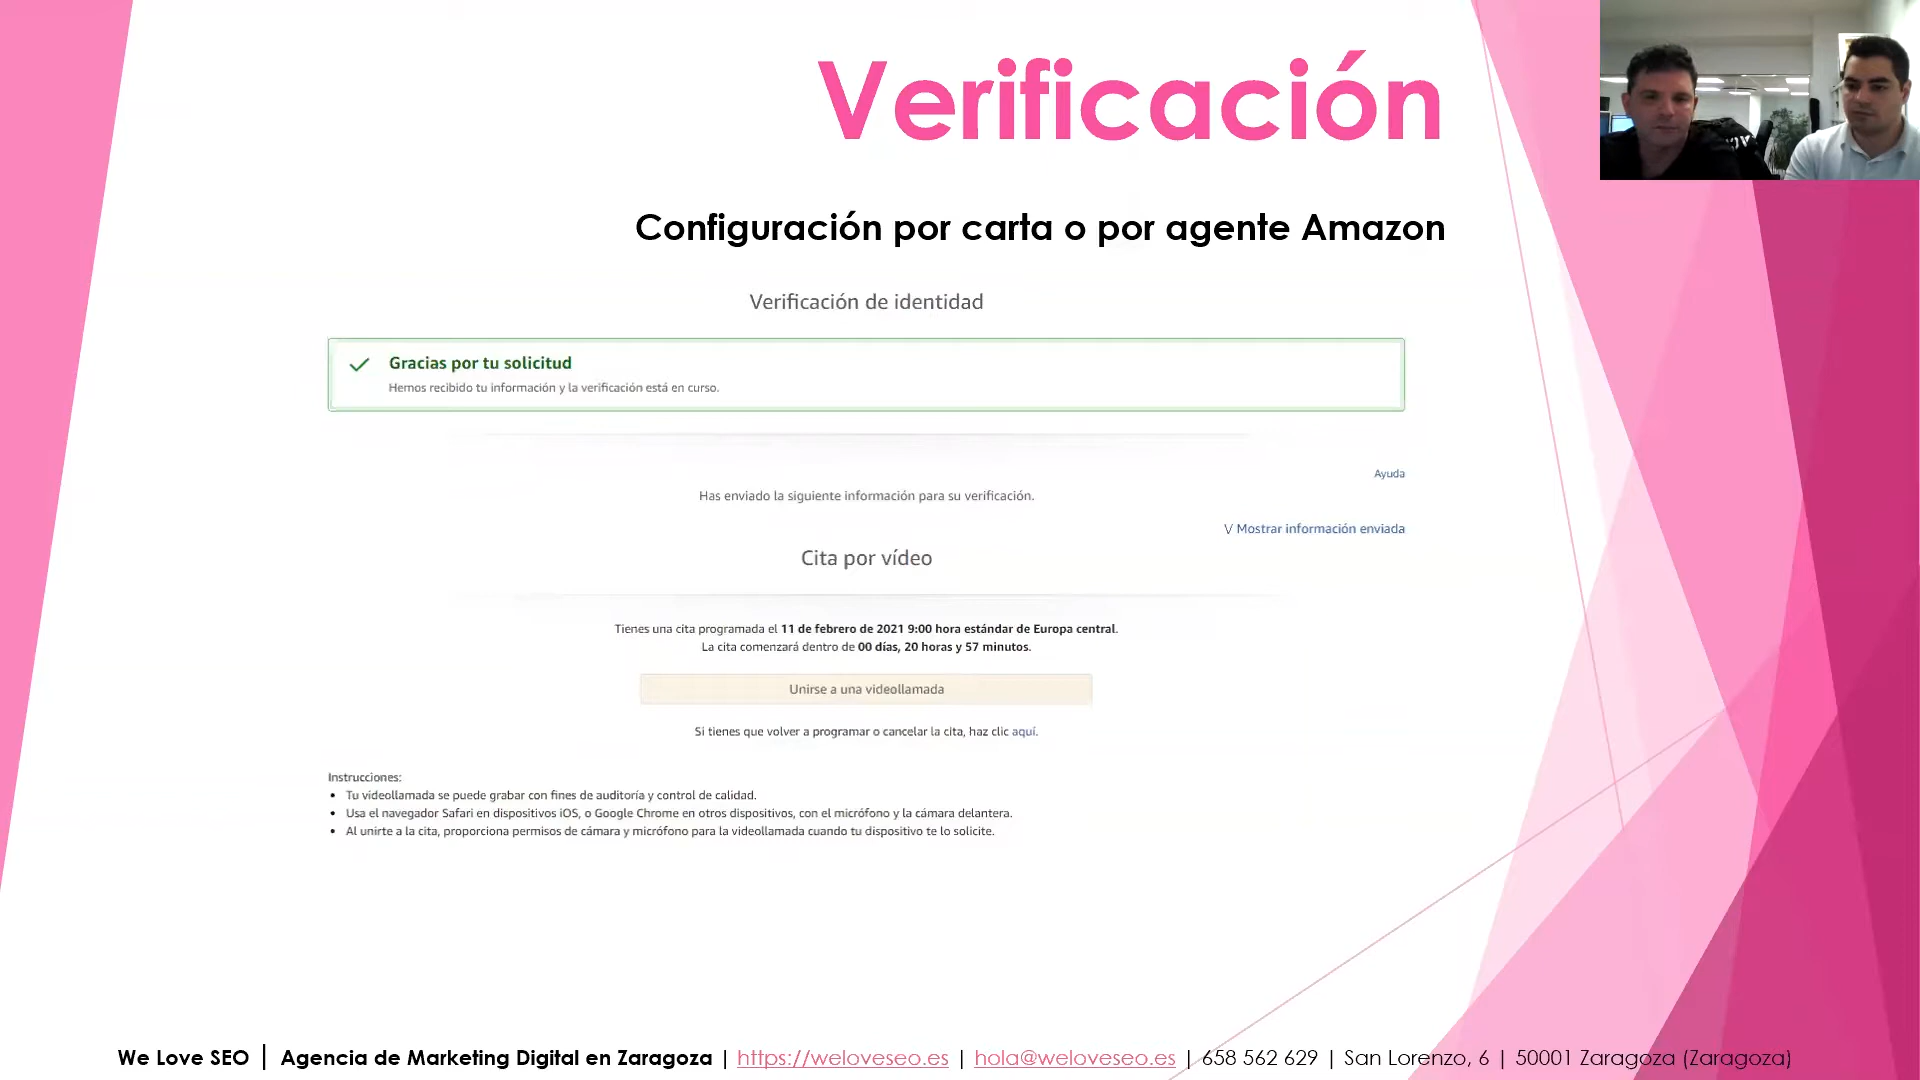 Verificación
Configuración por carta o por agente Amazon
Verificación de identidad
Gracias por tu solicitud
Hemos recibido tu información y la verificación está en curso.
Ayuda
Has enviado la siguiente información para su verificación.
V Mostrar información enviada
Cita por vídeo
Tienes una cita programada el 11 de febrero de 2021 9:00 hora estándar de Europa central.
La cita comenzará dentro de 00 días, 20 horas y 57 minutos.
Unirse a una videollamada
Si tienes que volver a programar o cancelar la cita, haz clic aquí.
Instrucciones:
• Tu videollamada se puede grabar con fines de auditoría y control de calidad.
• Usa el navegador Safari en dispositivos iOS, o Google Chrome en otros dispositivos, con el micrófono y la cámara delantera.
• Al unirte a la cita, proporciona permisos de cámara y micrófono para la videollamada cuando tu dispositivo te lo solicite.
We Love SEO | Agencia de Marketing Digital en Zaragoza | https://weloveseo.es | hola@weloveseo.es | 658 562 629 | San Lorenzo, 6 | 50001 Zaragoza (Zaragoza)